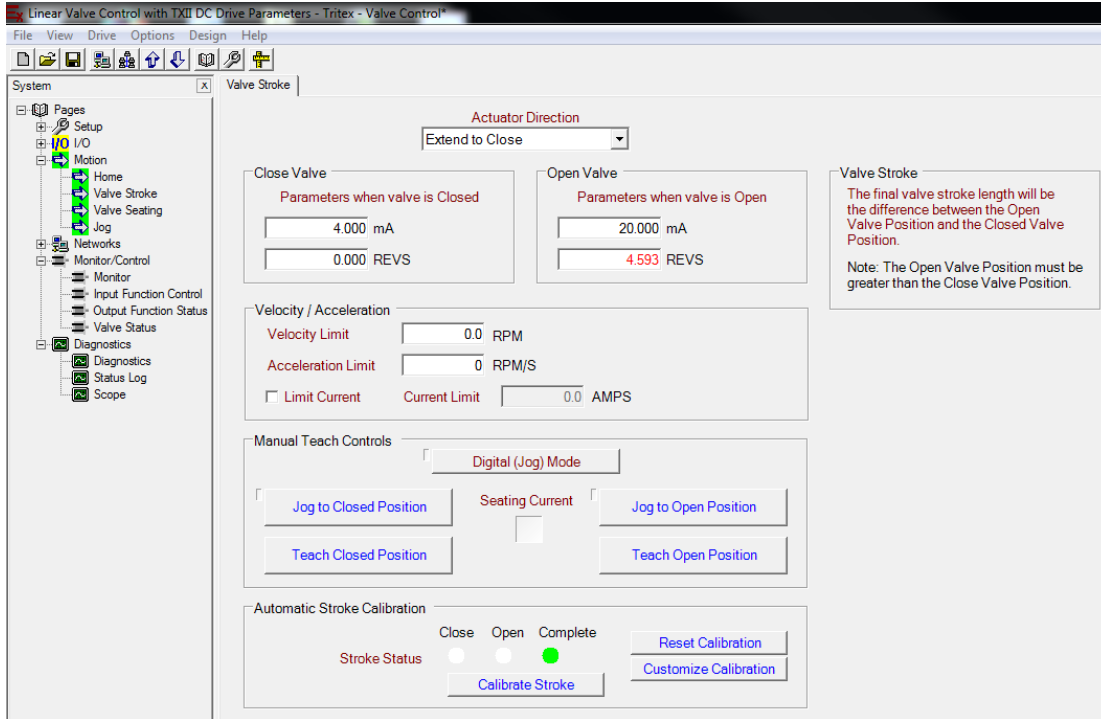 Linear Valve Control with TXII DC Drive Parameters - Tritex - Valve Control*
File View Drive Options Design Help
System X
Valve Stroke
Pages
Setup
I/O I/O
Motion
Home
Valve Stroke
Valve Seating
Jog
Networks
Monitor/Control
Monitor
Input Function Control
Output Function Status
Valve Status
Diagnostics
Diagnostics
Status Log
Scope
Actuator Direction
Extend to Close
Close Valve
Parameters when valve is Closed
4.000 mA
0.000 REVS
Open Valve
Parameters when valve is Open
20.000 mA
4.593 REVS
Valve Stroke
The final valve stroke length will be
the difference between the Open
Valve Position and the Closed Valve
Position.
Note: The Open Valve Position must be
greater than the Close Valve Position.
Velocity / Acceleration
Velocity Limit 0.0 RPM
Acceleration Limit 0 RPM/S
Limit Current Current Limit 0.0 AMPS
Manual Teach Controls
Digital (Jog) Mode
Jog to Closed Position Seating Current Jog to Open Position
Teach Closed Position Teach Open Position
Automatic Stroke Calibration
Close Open Complete
Stroke Status
Calibrate Stroke
Reset Calibration
Customize Calibration